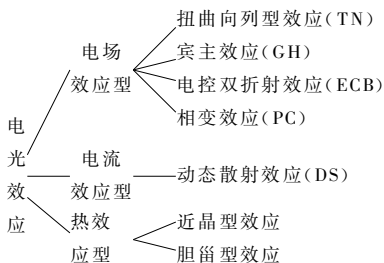 电光效应
电场效应型
扭曲向列型效应(TN)
宾主效应(GH)
电控双折射效应(ECB)
相变效应(PC)
电流效应型
动态散射效应(DS)
热效应型
近晶型效应
胆甾型效应